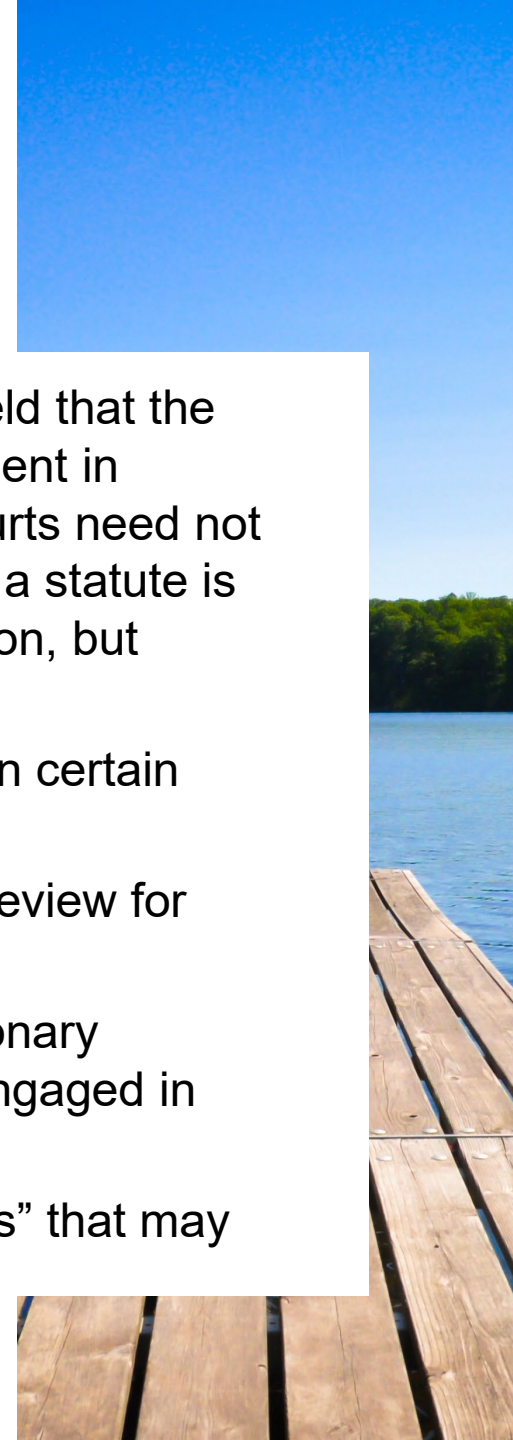 eld that the
ent in
urts need not
a statute is
on, but
n certain
eview for
onary
ngaged in
s” that may